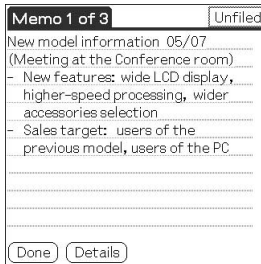 Memo 1 of 3
Unfiled
New model information 05/07
(Meeting at the Conference room)
- New features: wide LCD display,
higher-speed processing, wider
accessories selection
- Sales target: users of the
previous model, users of the PC
Done
Details